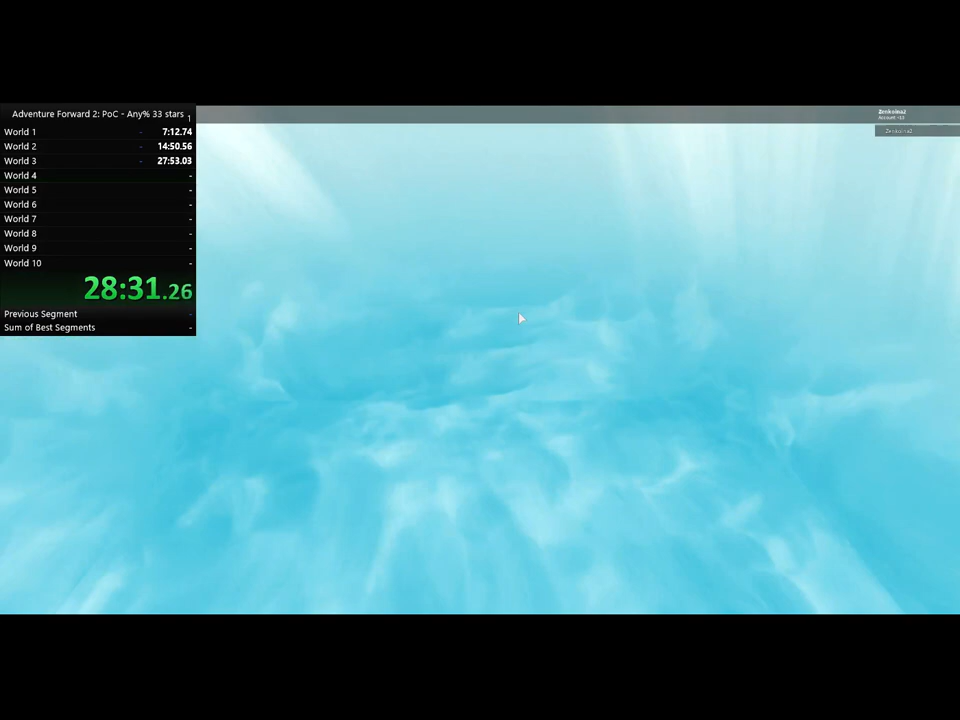 Adventure Forward 2: PoC - Any% 33 stars
1
World 1 - 7:12.74
World 2 - 14:50.56
World 3 - 27:53.03
World 4 -
World 5 -
World 6 -
World 7 -
World 8 -
World 9 -
World 10 -
28:31.26
Previous Segment -
Sum of Best Segments -